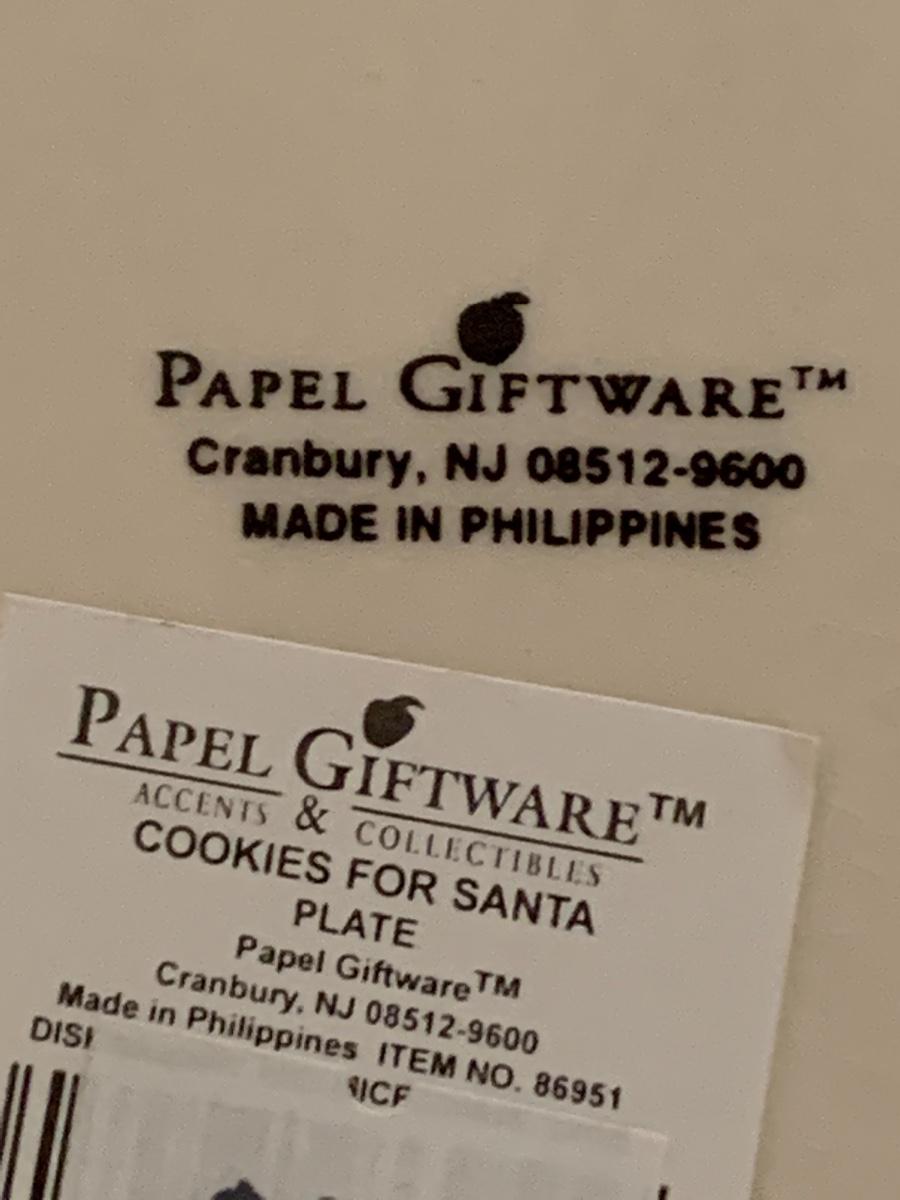 PAPEL GIFTWARE™
Cranbury, NJ 08512-9600
MADE IN PHILIPPINES
PAPEL GIFTWARE™
ACCENTS & COLLECTIBLES
COOKIES FOR SANTA
PLATE
Papel Giftware™
Cranbury, NJ 08512-9600
Made in Philippines ITEM NO. 86951